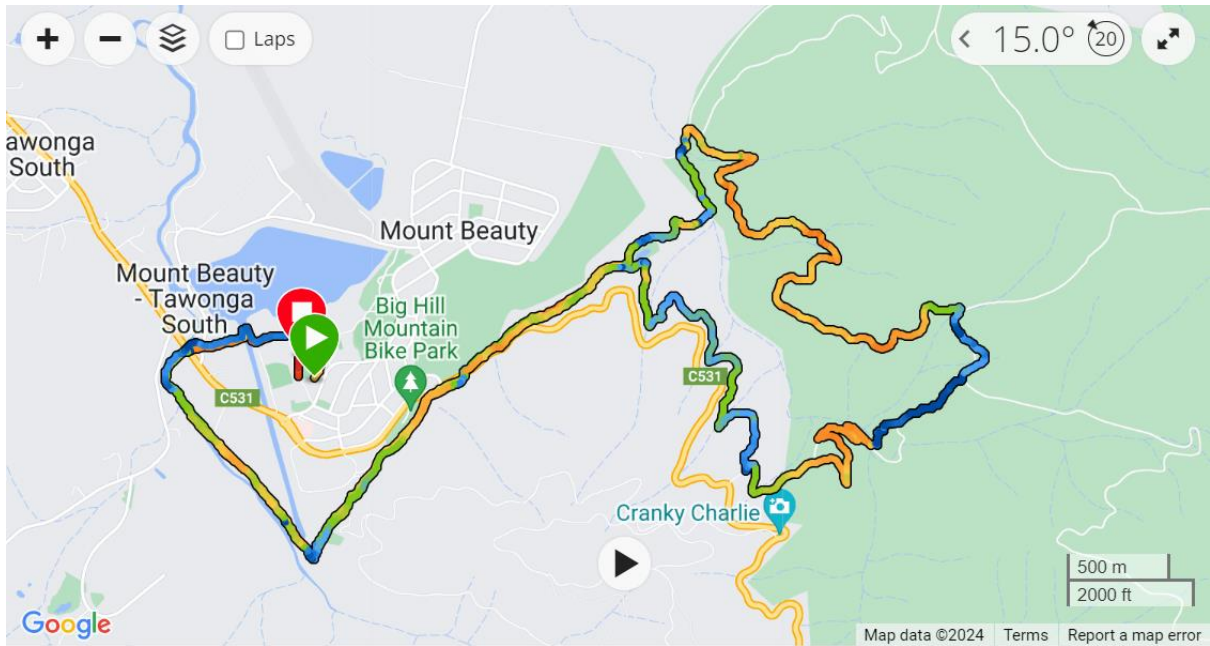 +
−
Laps
15.0°
20
awonga
South
Mount Beauty
Mount Beauty
- Tawonga
South
Big Hill
Mountain
Bike Park
C531
C531
Cranky Charlie
500 m
2000 ft
Google
Map data ©2024
Terms
Report a map error